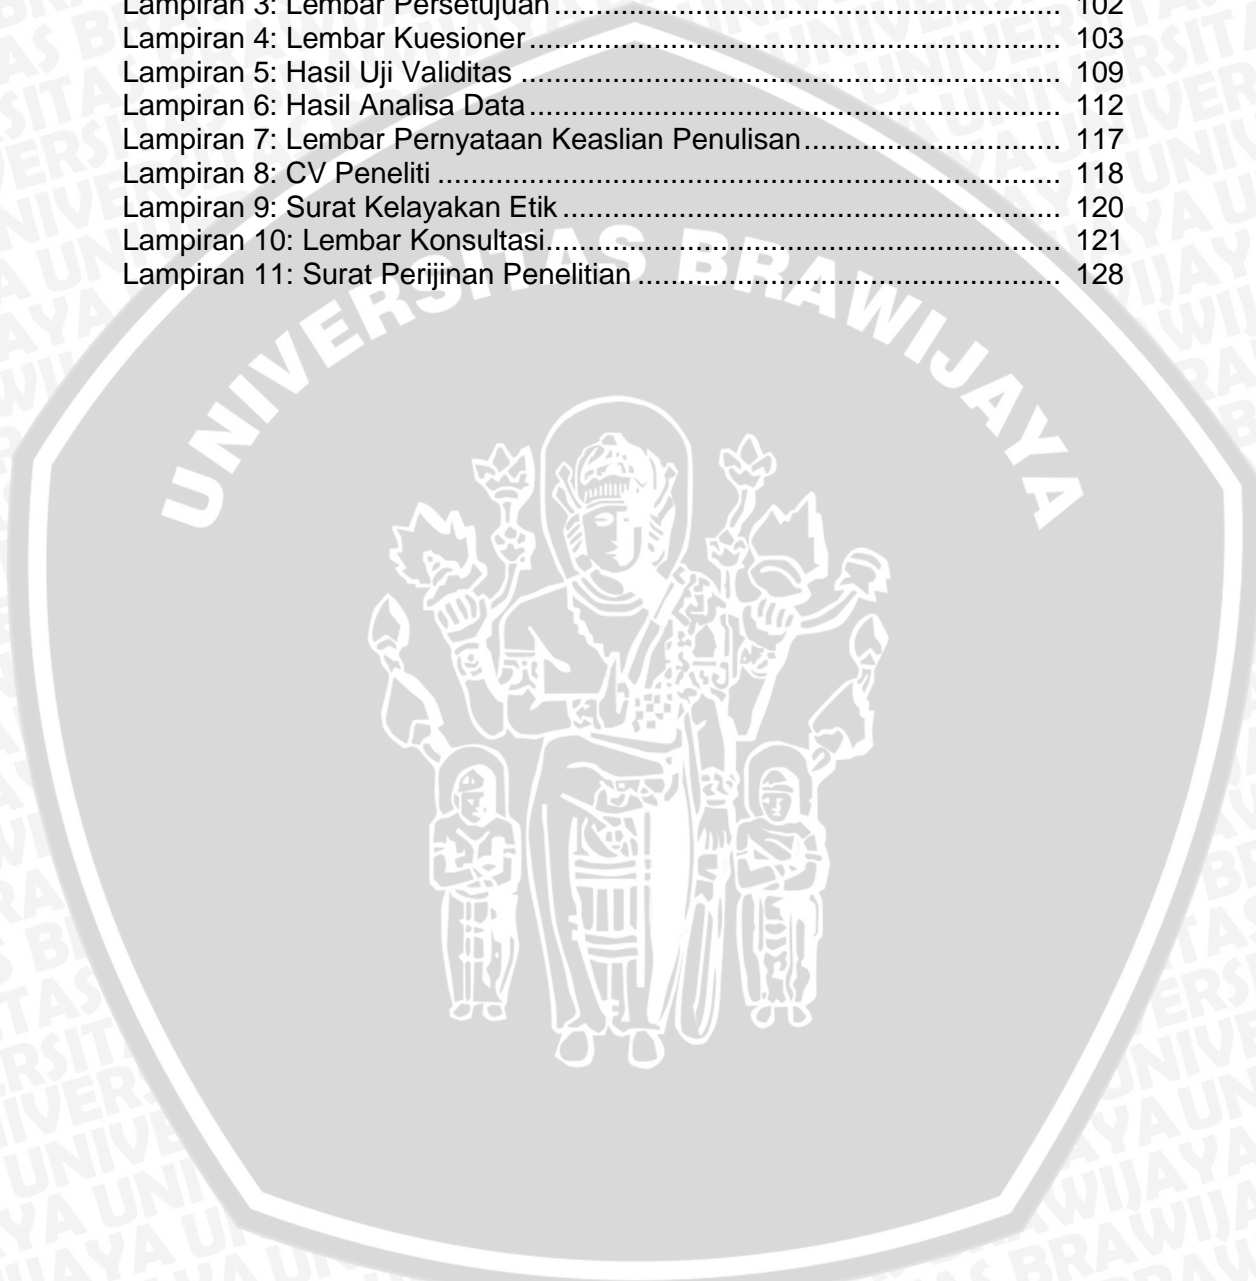 Lampiran 3: Lembar Persetujuan.............................................................. 102
Lampiran 4: Lembar Kuesioner................................................................. 103
Lampiran 5: Hasil Uji Validitas .................................................................. 109
Lampiran 6: Hasil Analisa Data................................................................. 112
Lampiran 7: Lembar Pernyataan Keaslian Penulisan............................... 117
Lampiran 8: CV Peneliti ............................................................................ 118
Lampiran 9: Surat Kelayakan Etik ............................................................. 120
Lampiran 10: Lembar Konsultasi............................................................... 121
Lampiran 11: Surat Perijinan Penelitian .................................................... 128
UNIVERSITAS BRAWIJAYA